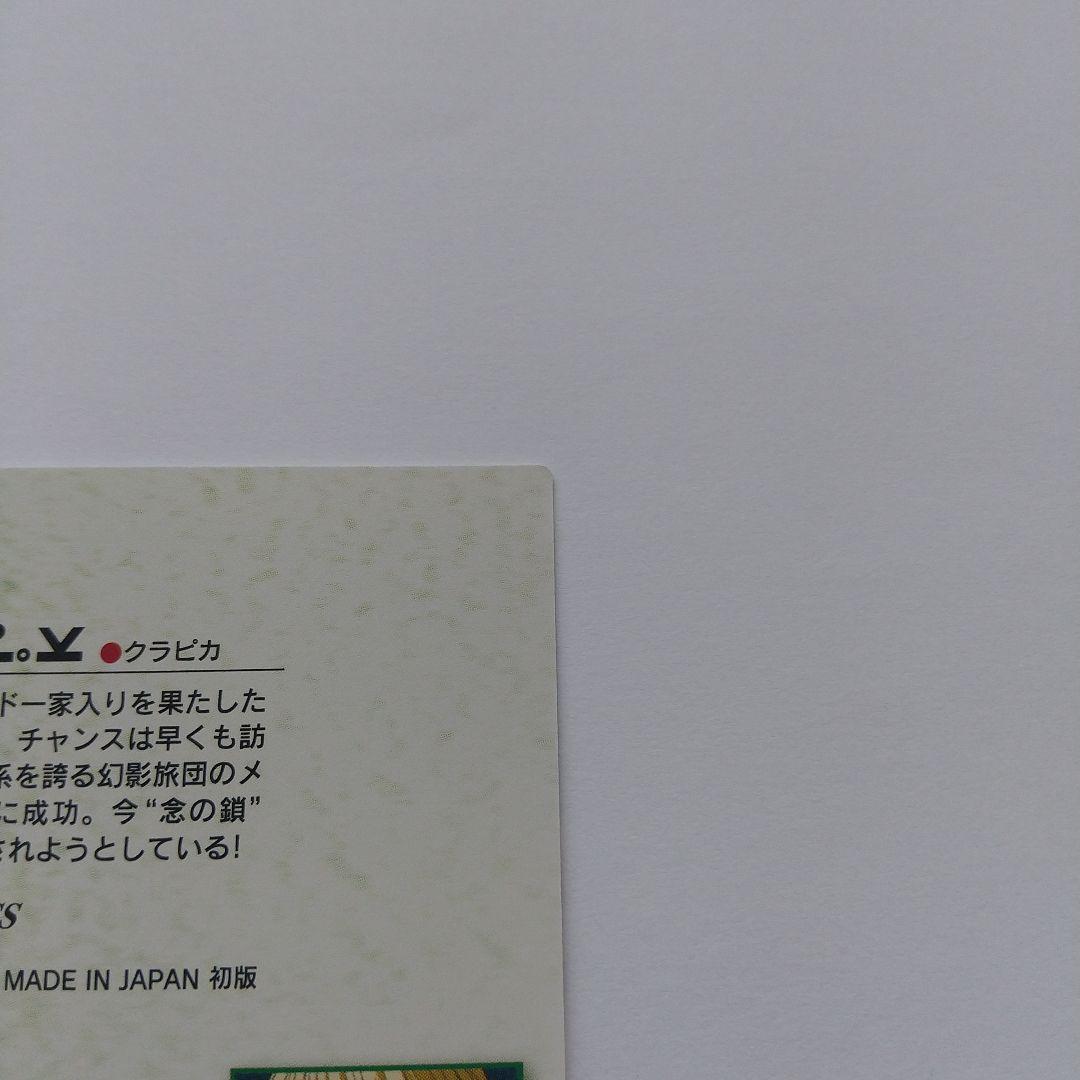 ●クラピカ
ド一家入りを果たした
チャンスは早くも訪
系を誇る幻影旅団のメ
に成功。今“念の鎖”
されようとしている!
CS
MADE IN JAPAN 初版